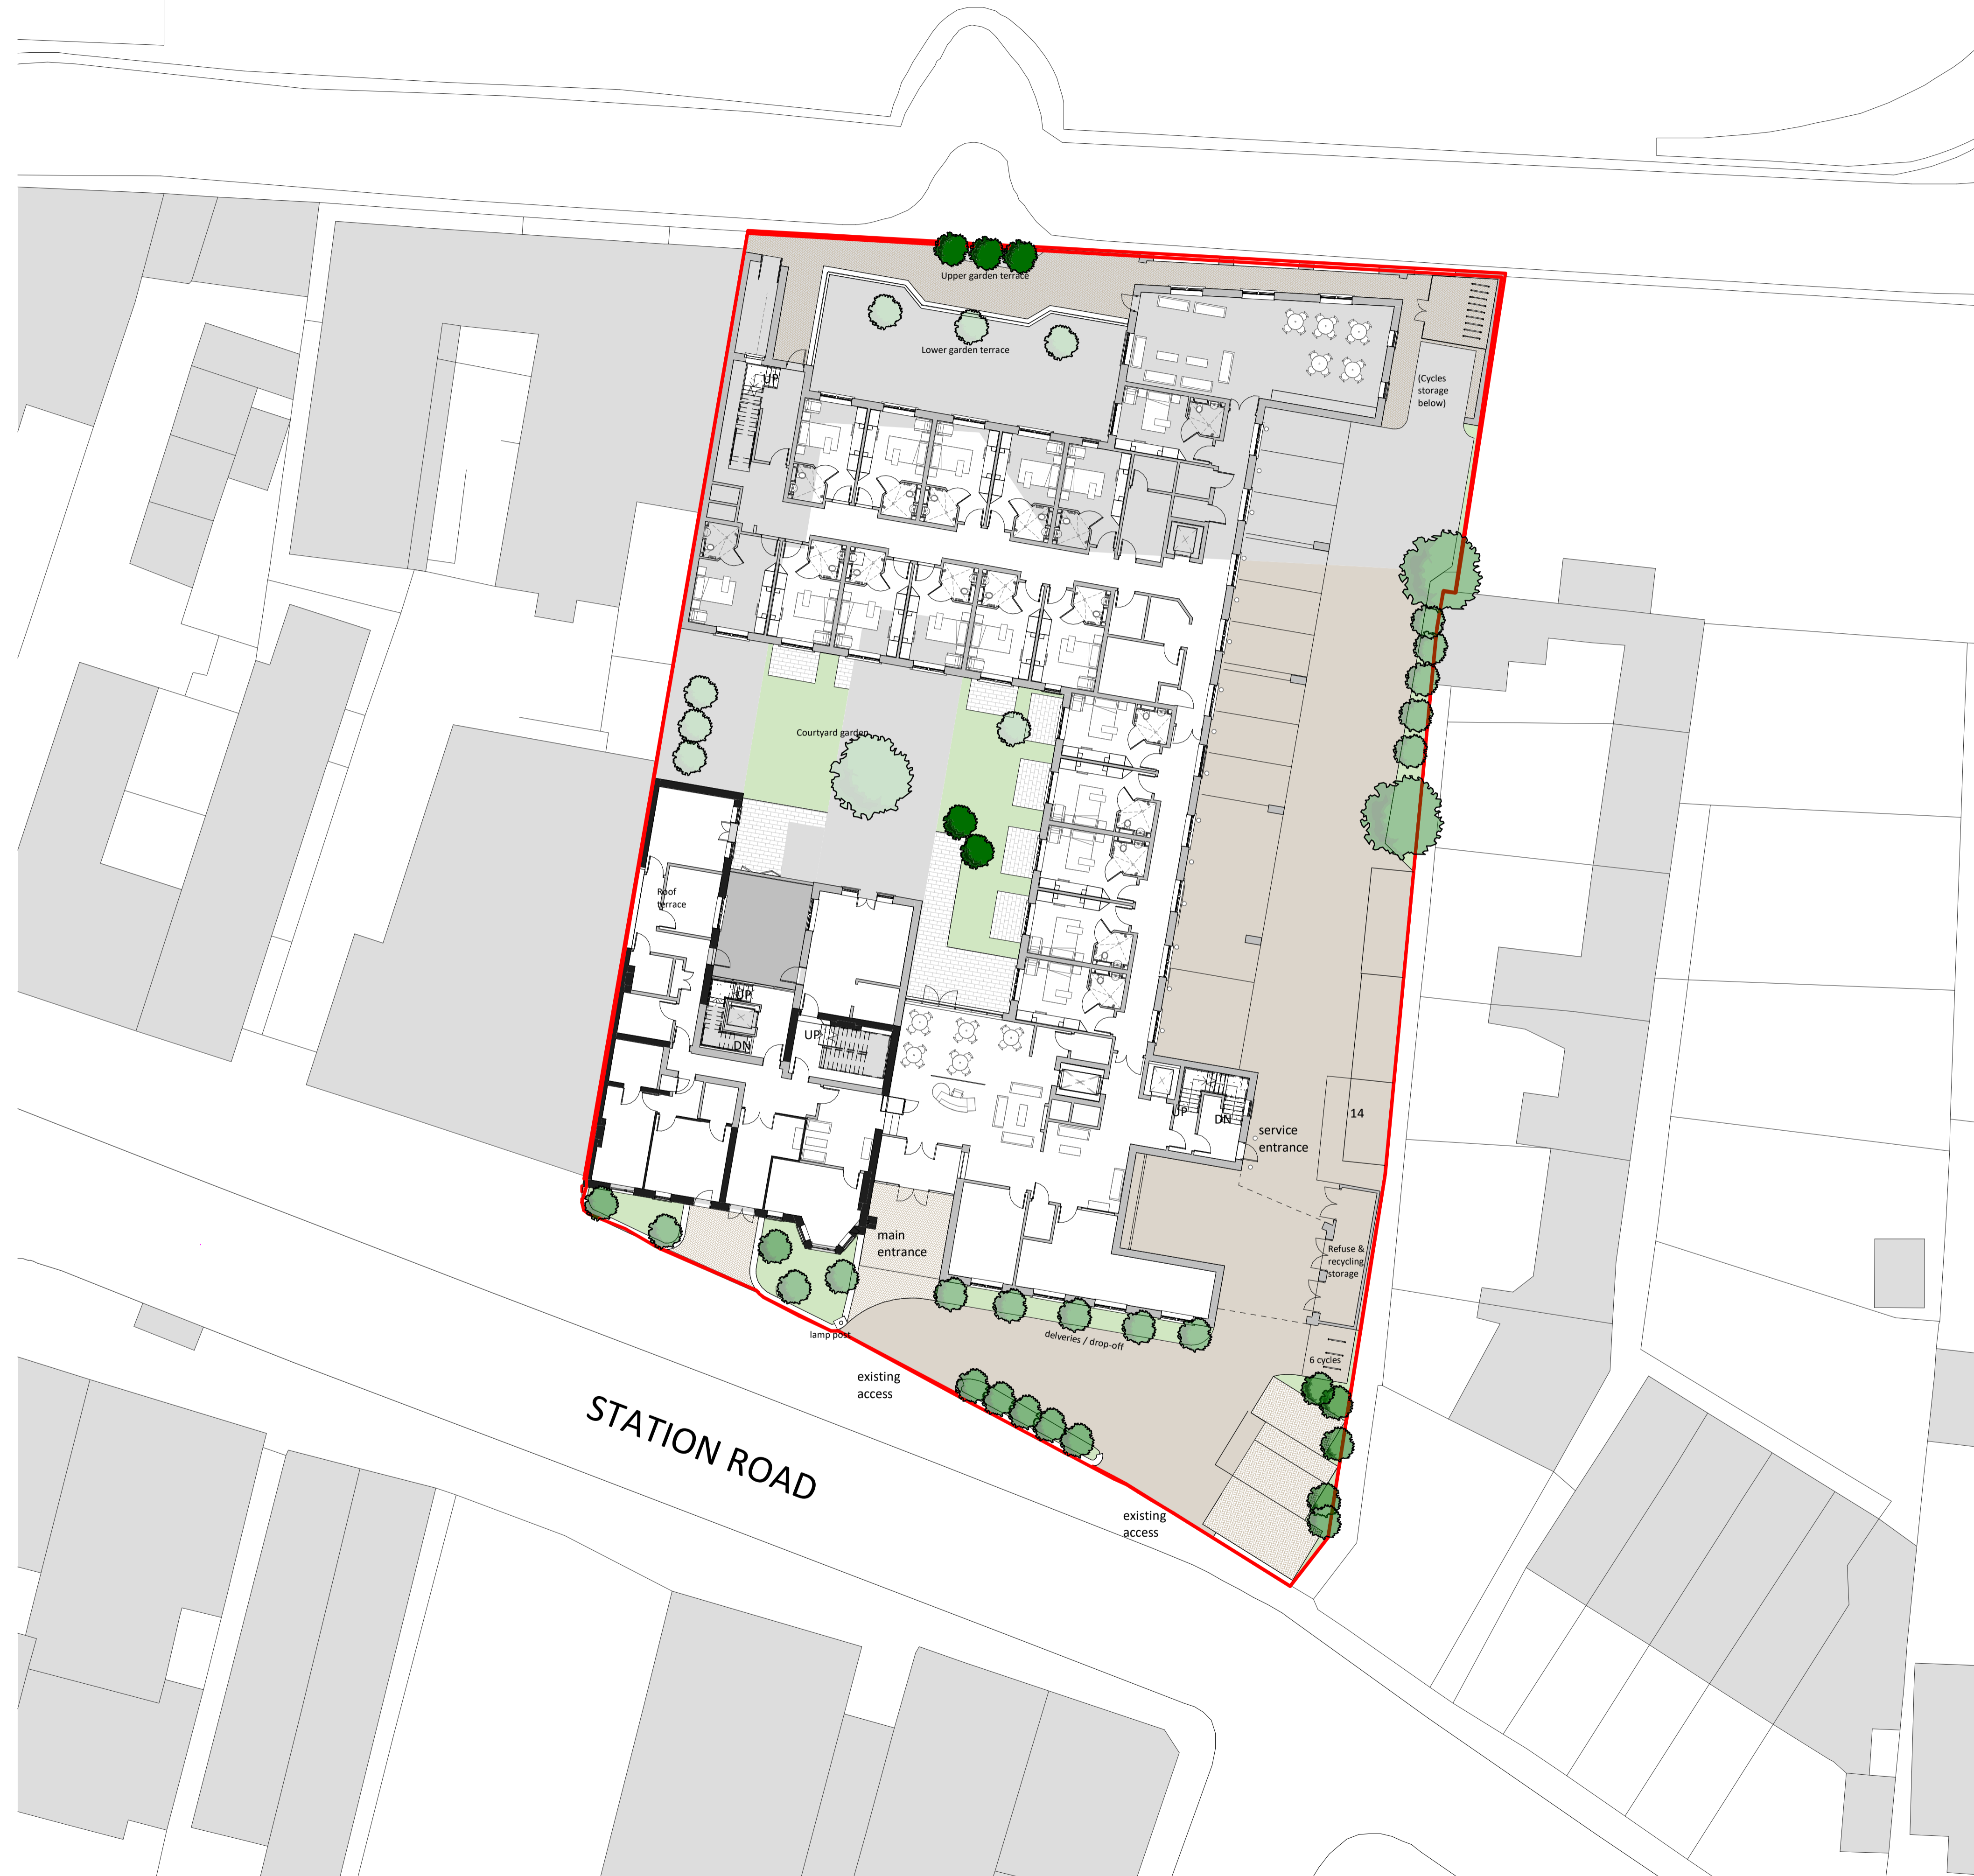 Upper garden terrace
Lower garden terrace
UP
(Cycles
storage
below)
Courtyard garden
Roof
terrace
UP
UP
DN
14
UP
DN
service
entrance
main
entrance
Refuse &
recycling
storage
lamp post
delveries / drop-off
6 cycles
existing
access
STATION ROAD
existing
access